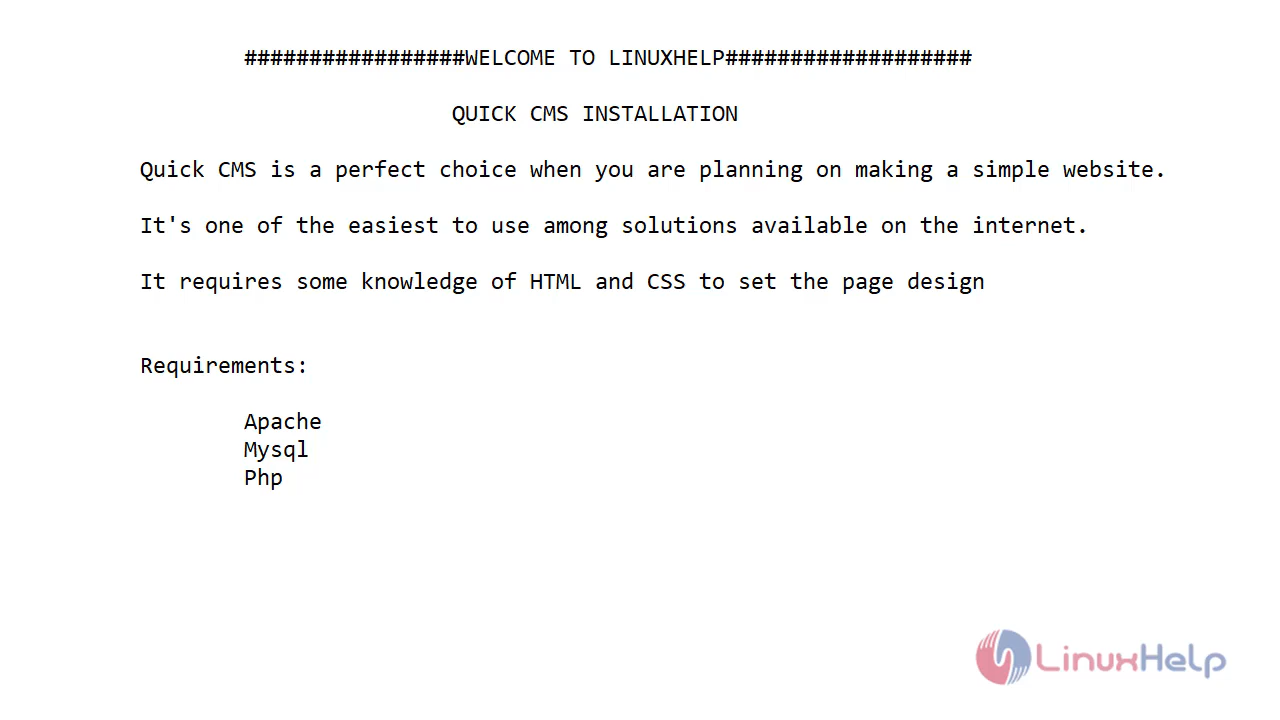 #################WELCOME TO LINUXHELP###################
QUICK CMS INSTALLATION
Quick CMS is a perfect choice when you are planning on making a simple website.
It's one of the easiest to use among solutions available on the internet.
It requires some knowledge of HTML and CSS to set the page design
Requirements:
Apache
Mysql
Php
LinuxHelp